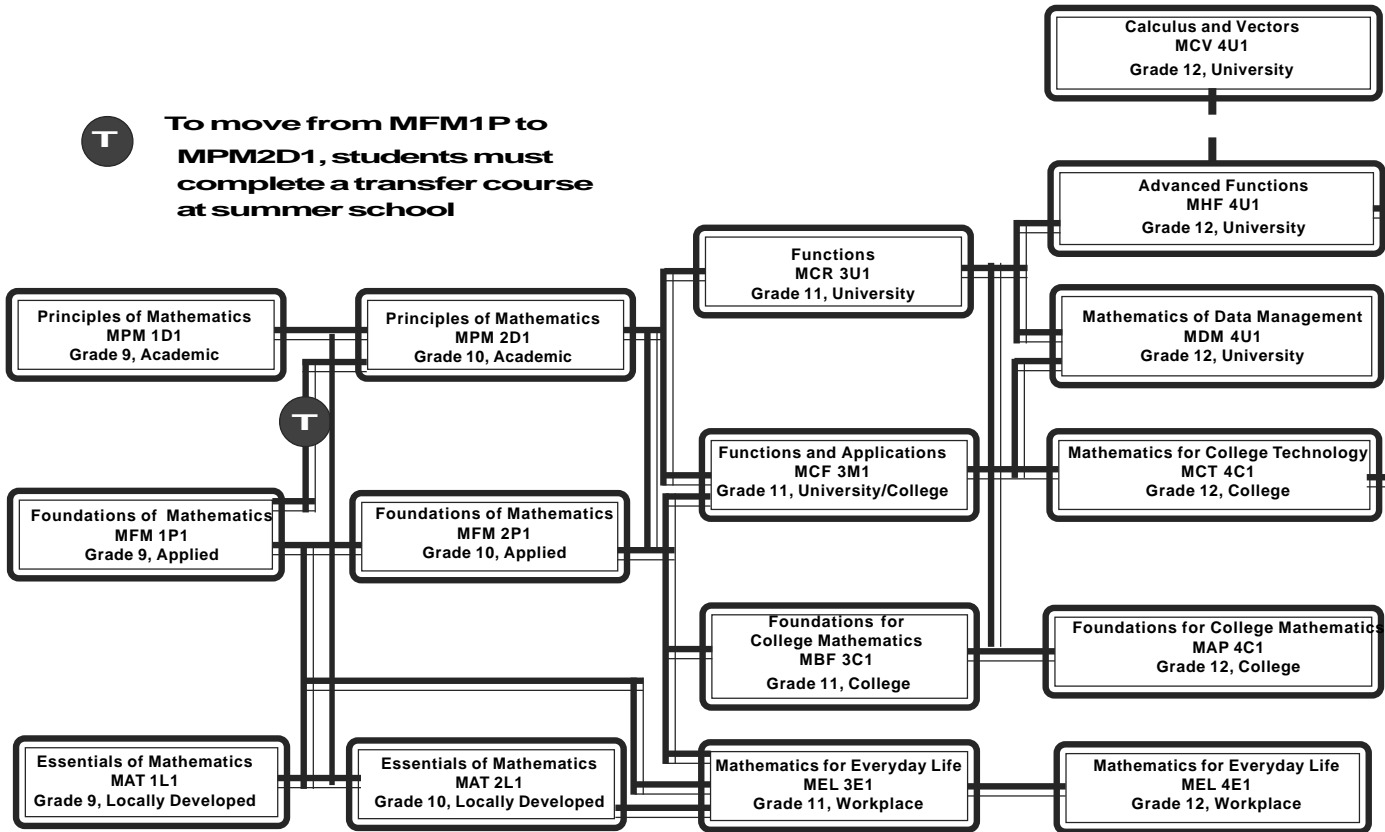 Calculus and Vectors
MCV 4U1
Grade 12, University
T
To move from MFM1P to
MPM2D1, students must
complete a transfer course
at summer school
Advanced Functions
MHF 4U1
Grade 12, University
Functions
MCR 3U1
Grade 11, University
Principles of Mathematics
MPM 1D1
Grade 9, Academic
Principles of Mathematics
MPM 2D1
Grade 10, Academic
Mathematics of Data Management
MDM 4U1
Grade 12, University
T
Functions and Applications
MCF 3M1
Grade 11, University/College
Mathematics for College Technology
MCT 4C1
Grade 12, College
Foundations of Mathematics
MFM 1P1
Grade 9, Applied
Foundations of Mathematics
MFM 2P1
Grade 10, Applied
Foundations for
College Mathematics
MBF 3C1
Grade 11, College
Foundations for College Mathematics
MAP 4C1
Grade 12, College
Essentials of Mathematics
MAT 1L1
Grade 9, Locally Developed
Essentials of Mathematics
MAT 2L1
Grade 10, Locally Developed
Mathematics for Everyday Life
MEL 3E1
Grade 11, Workplace
Mathematics for Everyday Life
MEL 4E1
Grade 12, Workplace